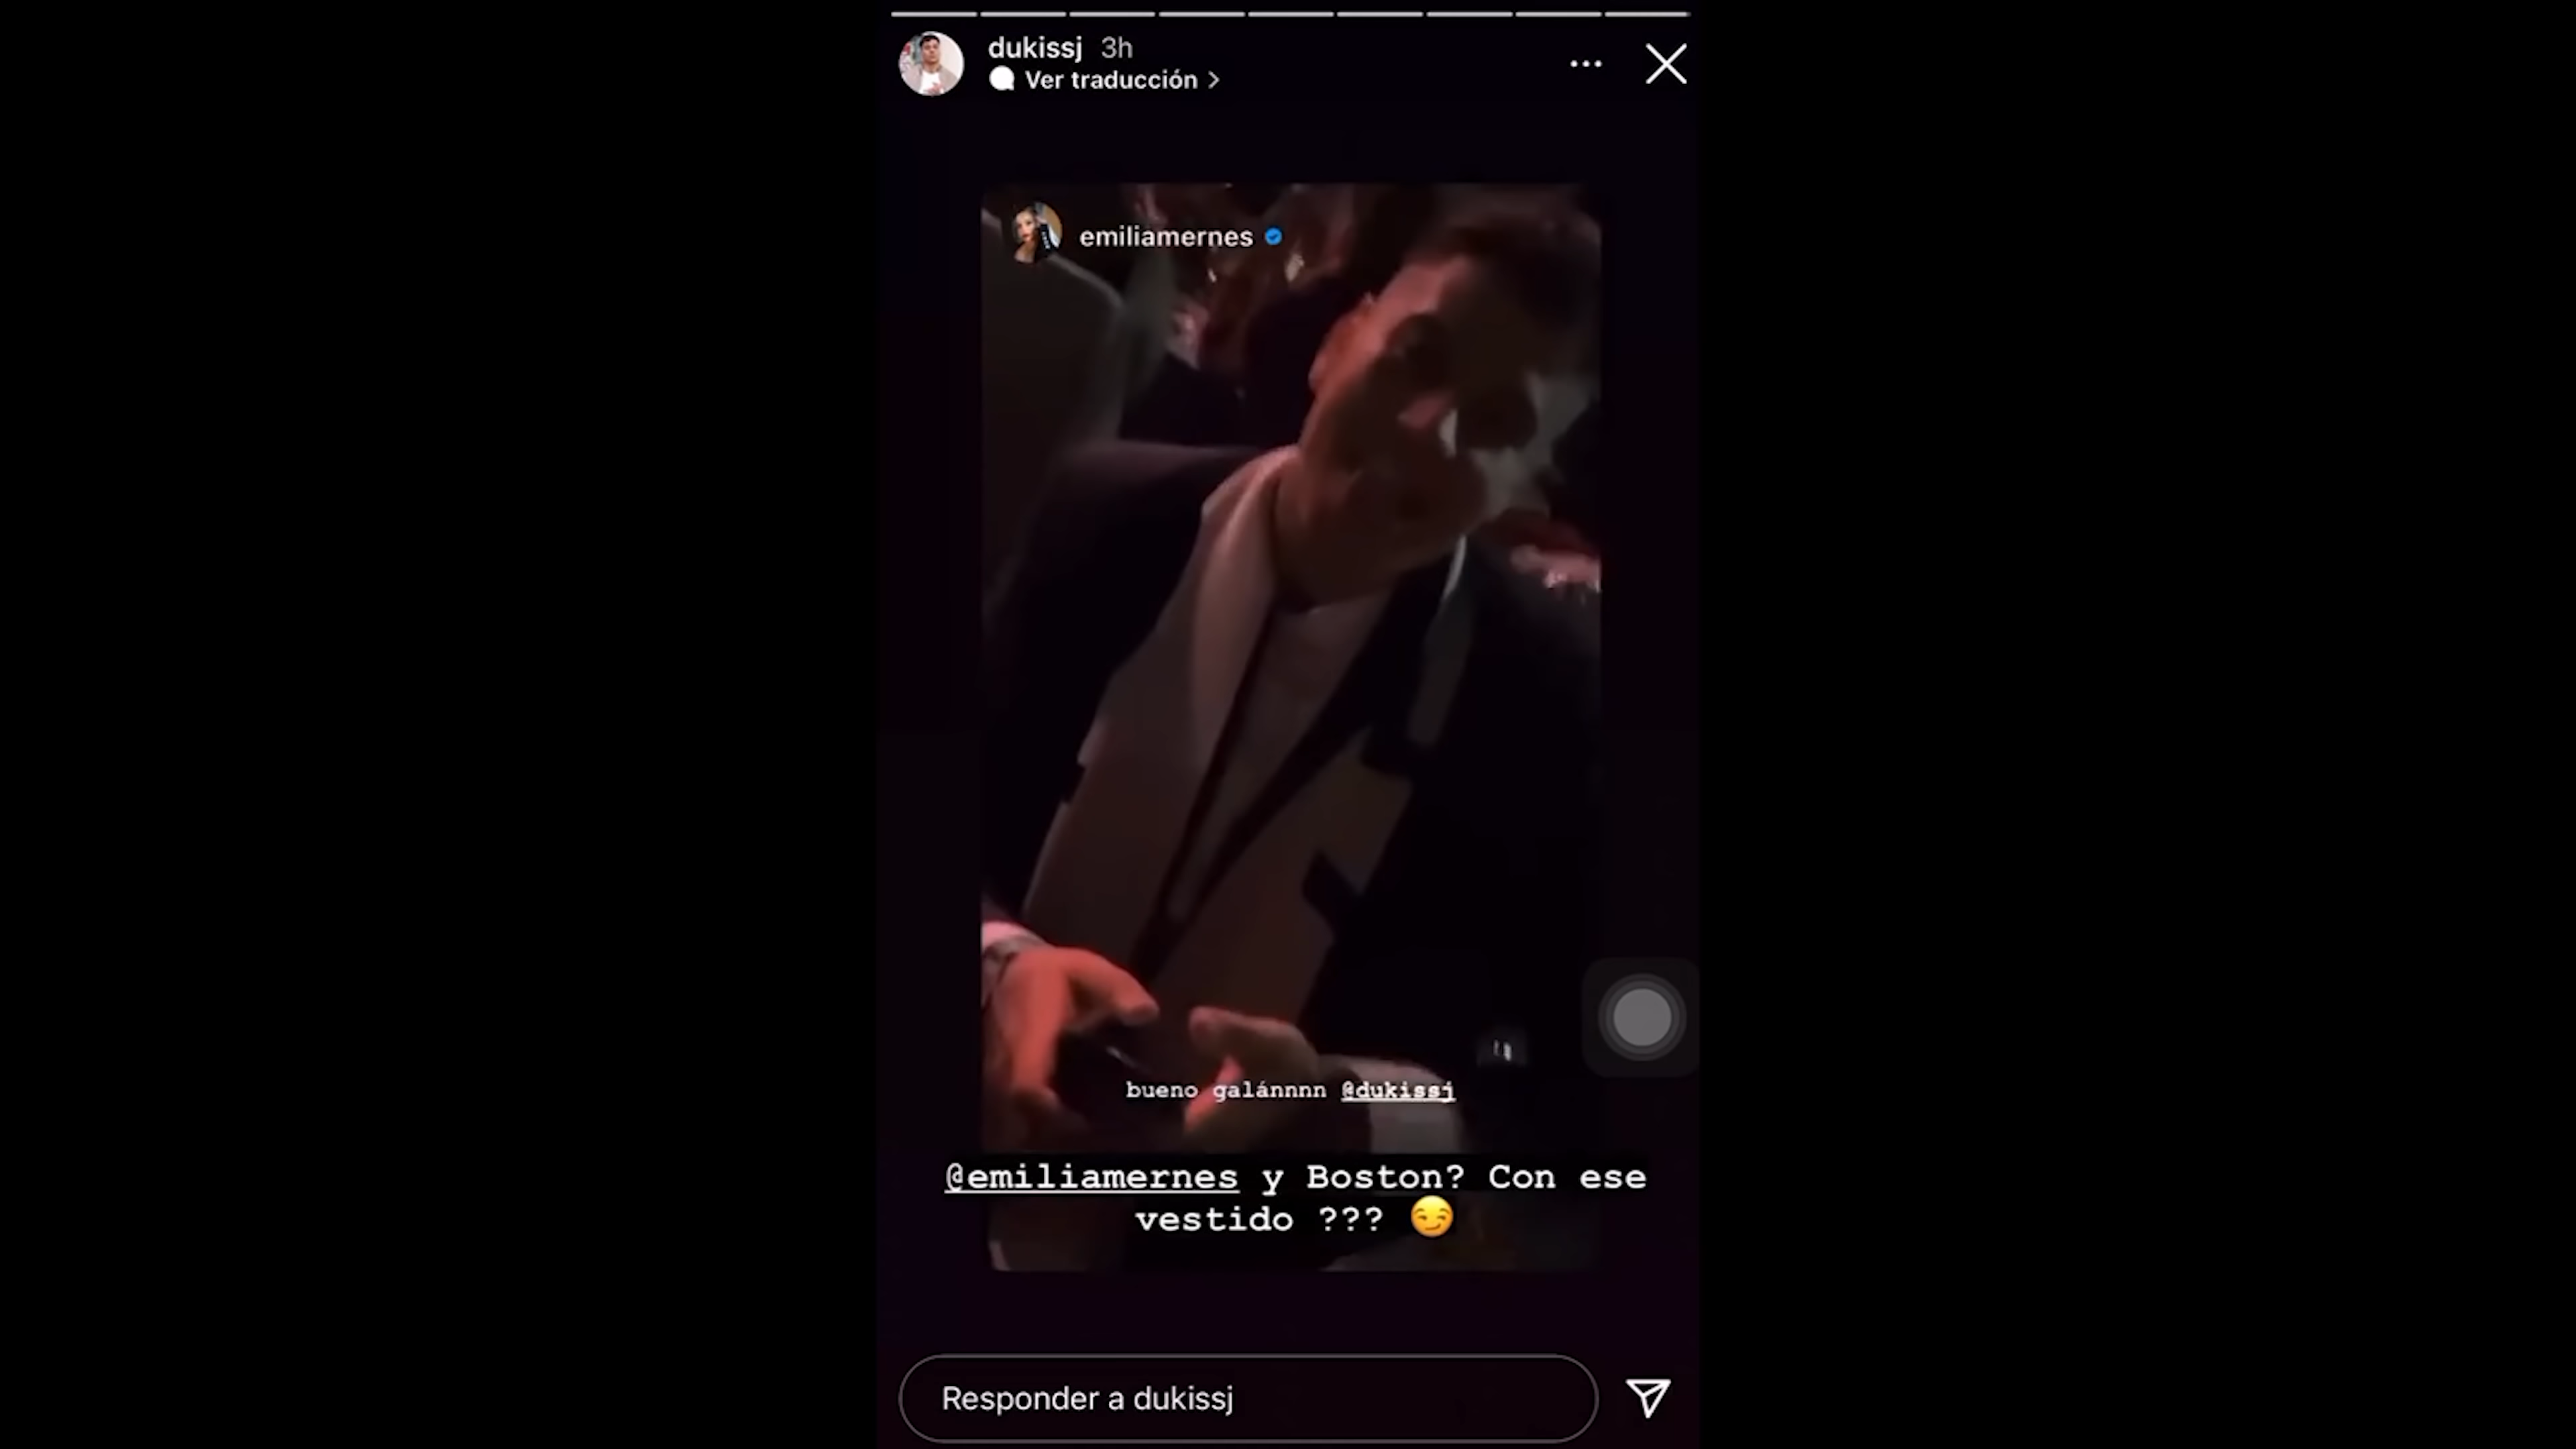 dukissj 3h
Ver traducción
emiliamernes
bueno galánnnn @dukissj
@emiliamernes y Boston? Con ese
vestido ??? 😏
Responder a dukissj